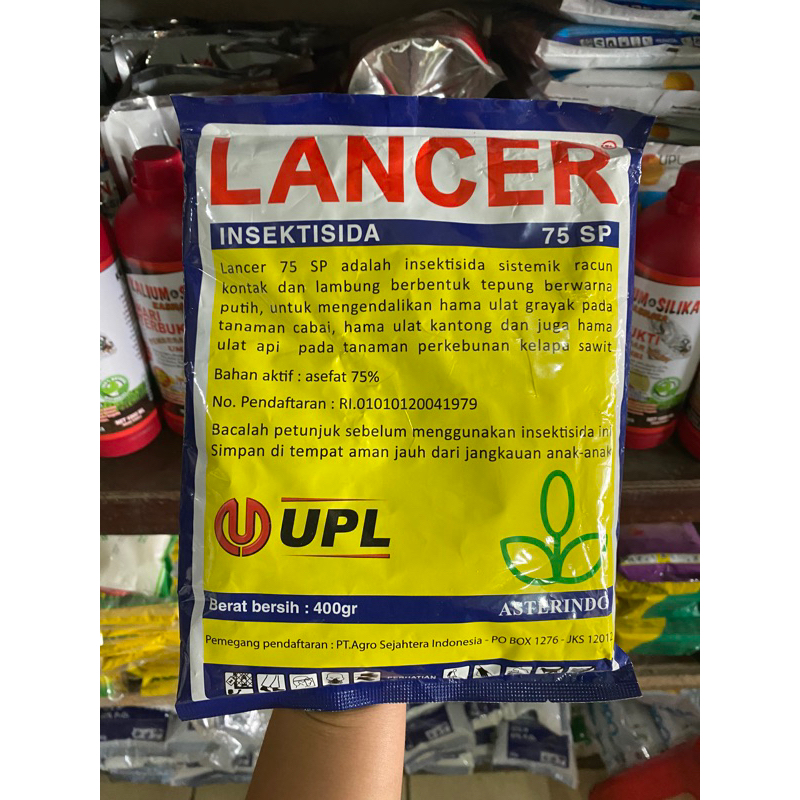 LANCER®
INSEKTISIDA 75 SP
Lancer 75 SP adalah insektisida sistemik racun
kontak dan lambung berbentuk tepung berwarna
putih, untuk mengendalikan hama ulat grayak pada
tanaman cabai, hama ulat kantong dan juga hama
ulat api pada tanaman perkebunan kelapa sawit
Bahan aktif : asefat 75%
No. Pendaftaran : RI.01010120041979
Bacalah petunjuk sebelum menggunakan insektisida ini
Simpan di tempat aman jauh dari jangkauan anak-anak
UPL
ASTERINDO
Berat bersih : 400gr
Pemegang pendaftaran : PT.Agro Sejahtera Indonesia - PO BOX 1276 - JKS 12012
PERHATIAN
UPL